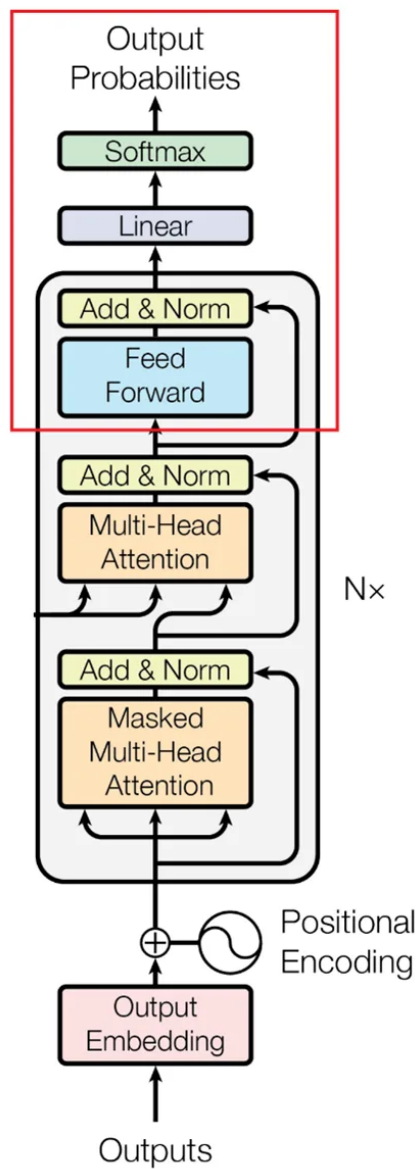 Output
Probabilities
Softmax
Linear
Add & Norm
Feed
Forward
Add & Norm
Multi-Head
Attention
N×
Add & Norm
Masked
Multi-Head
Attention
Positional
Encoding
Output
Embedding
Outputs